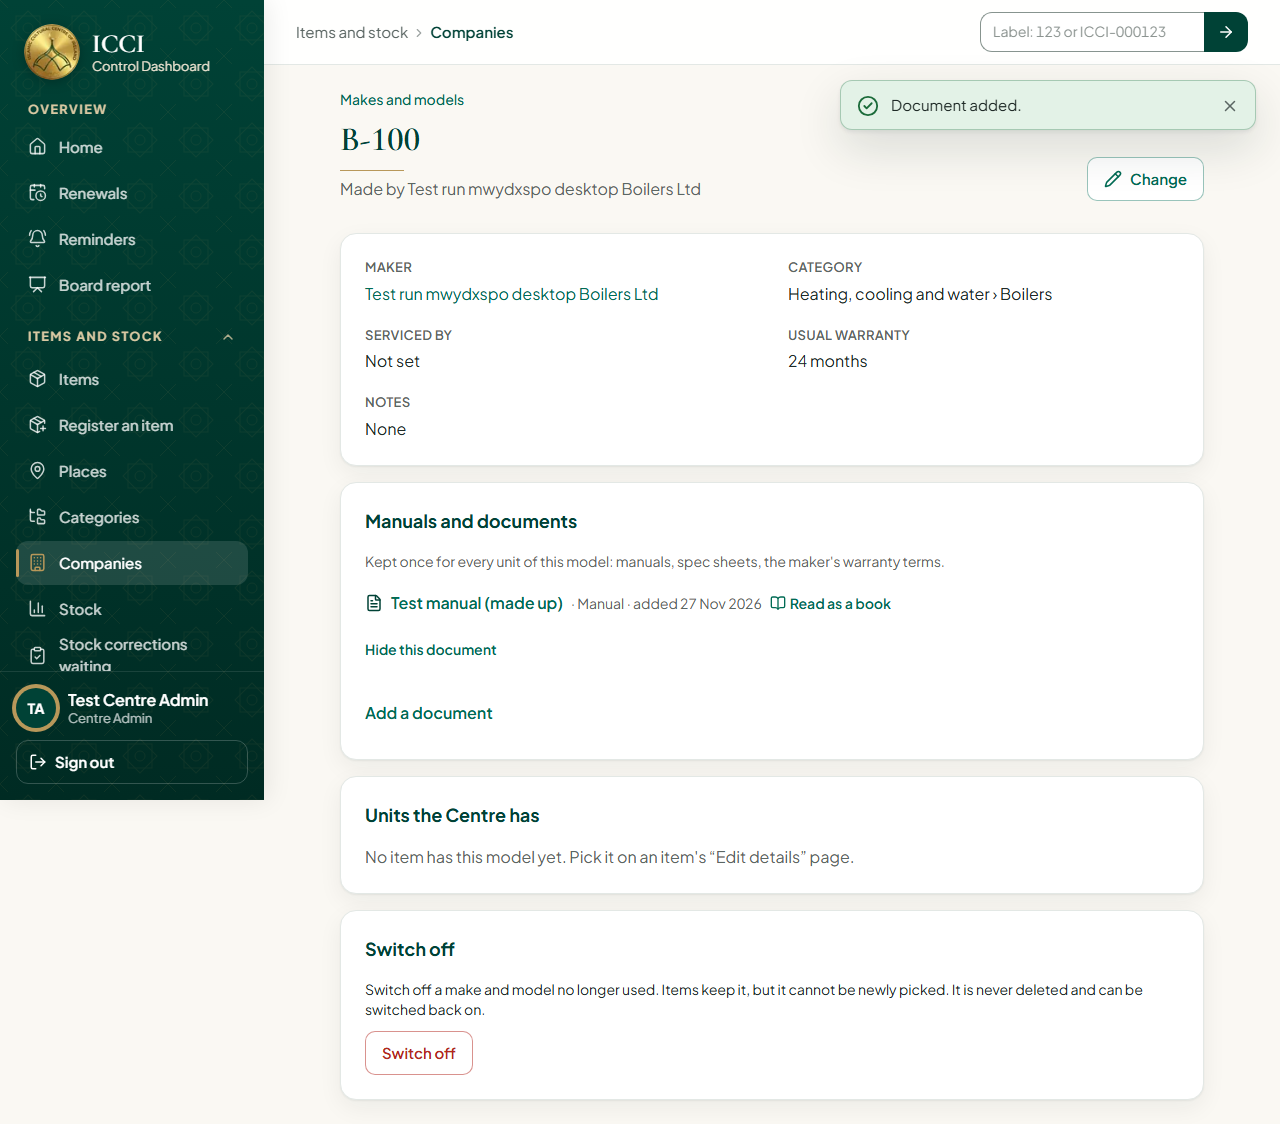 ICCI
Control Dashboard
OVERVIEW
Home
Renewals
Reminders
Board report
ITEMS AND STOCK
Items
Register an item
Places
Categories
Companies
Stock
Stock corrections
waiting
TA
Test Centre Admin
Centre Admin
Sign out
Items and stock › Companies
Label: 123 or ICCI-000123
Document added.
Makes and models
B-100
Made by Test run mwydxspo desktop Boilers Ltd
Change
MAKER
Test run mwydxspo desktop Boilers Ltd
CATEGORY
Heating, cooling and water › Boilers
SERVICED BY
Not set
USUAL WARRANTY
24 months
NOTES
None
Manuals and documents
Kept once for every unit of this model: manuals, spec sheets, the maker's warranty terms.
Test manual (made up) · Manual · added 27 Nov 2026 Read as a book
Hide this document
Add a document
Units the Centre has
No item has this model yet. Pick it on an item's “Edit details” page.
Switch off
Switch off a make and model no longer used. Items keep it, but it cannot be newly picked. It is never deleted and can be
switched back on.
Switch off